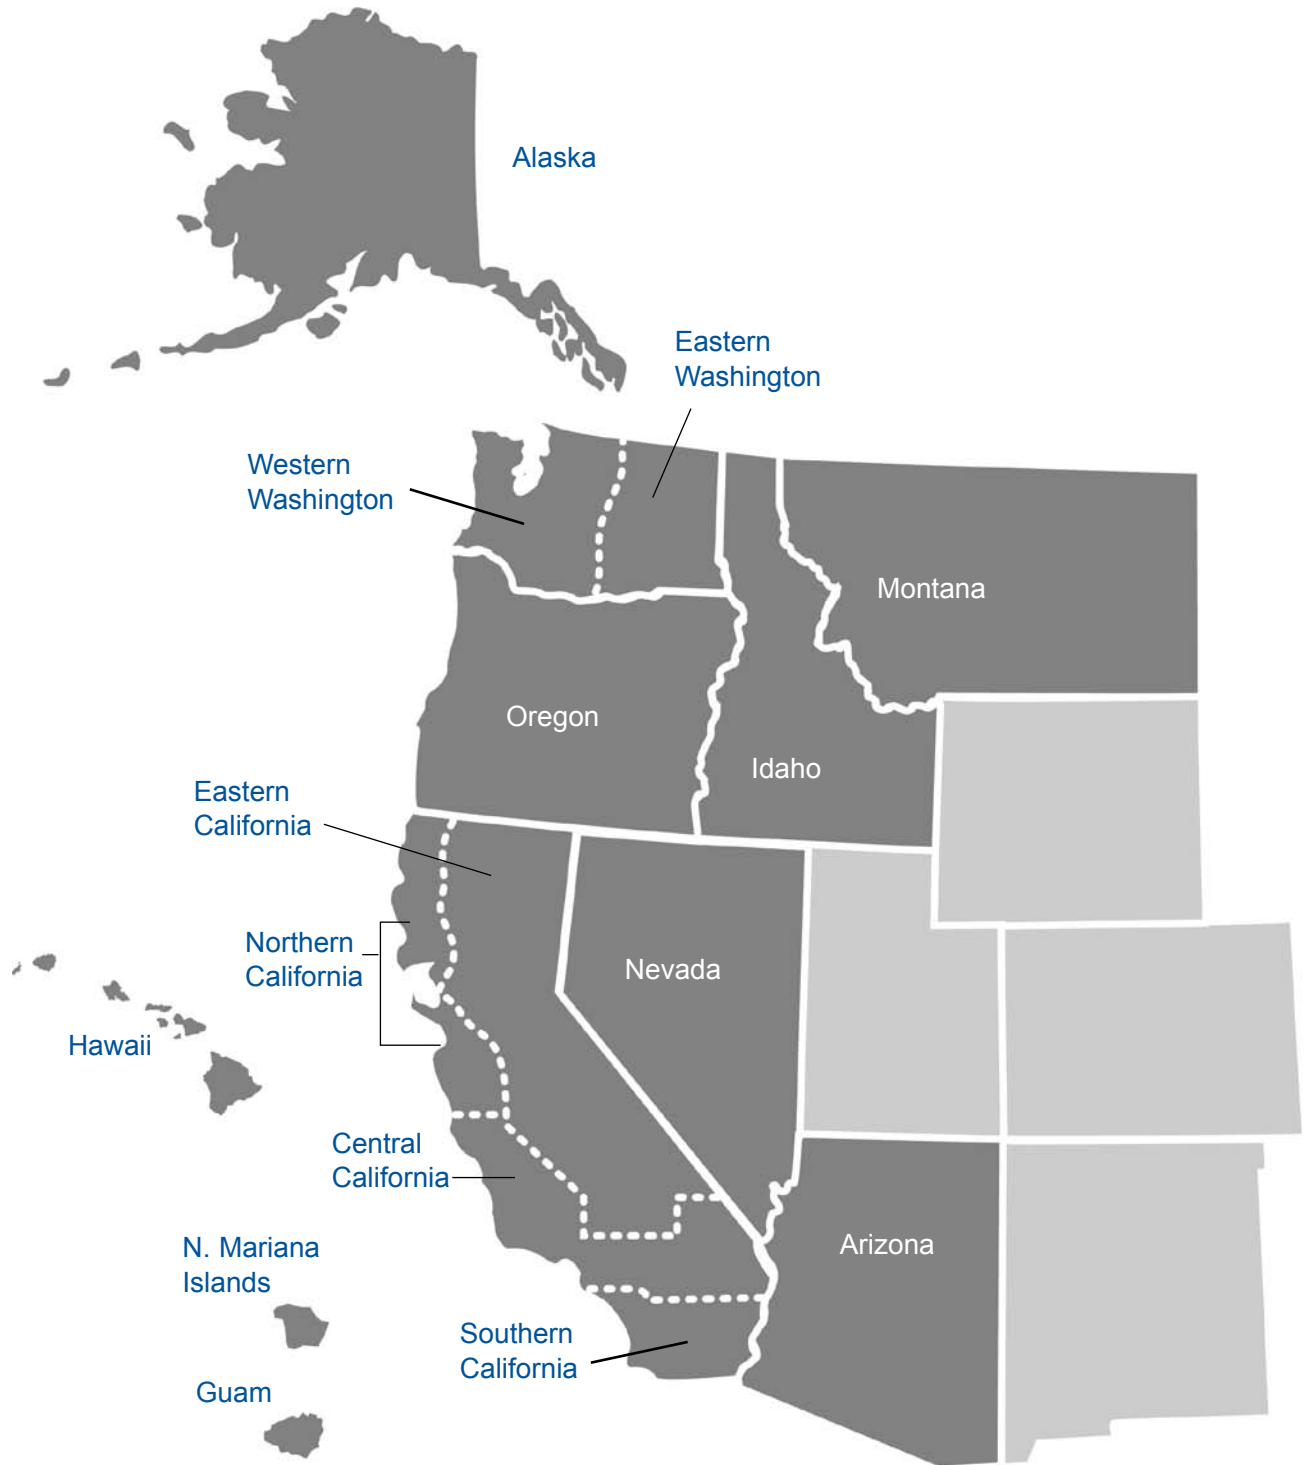 Alaska
Eastern
Washington
Western
Washington
Montana
Oregon
Idaho
Eastern
California
Northern
California
Nevada
Hawaii
Central
California
N. Mariana
Islands
Arizona
Southern
California
Guam